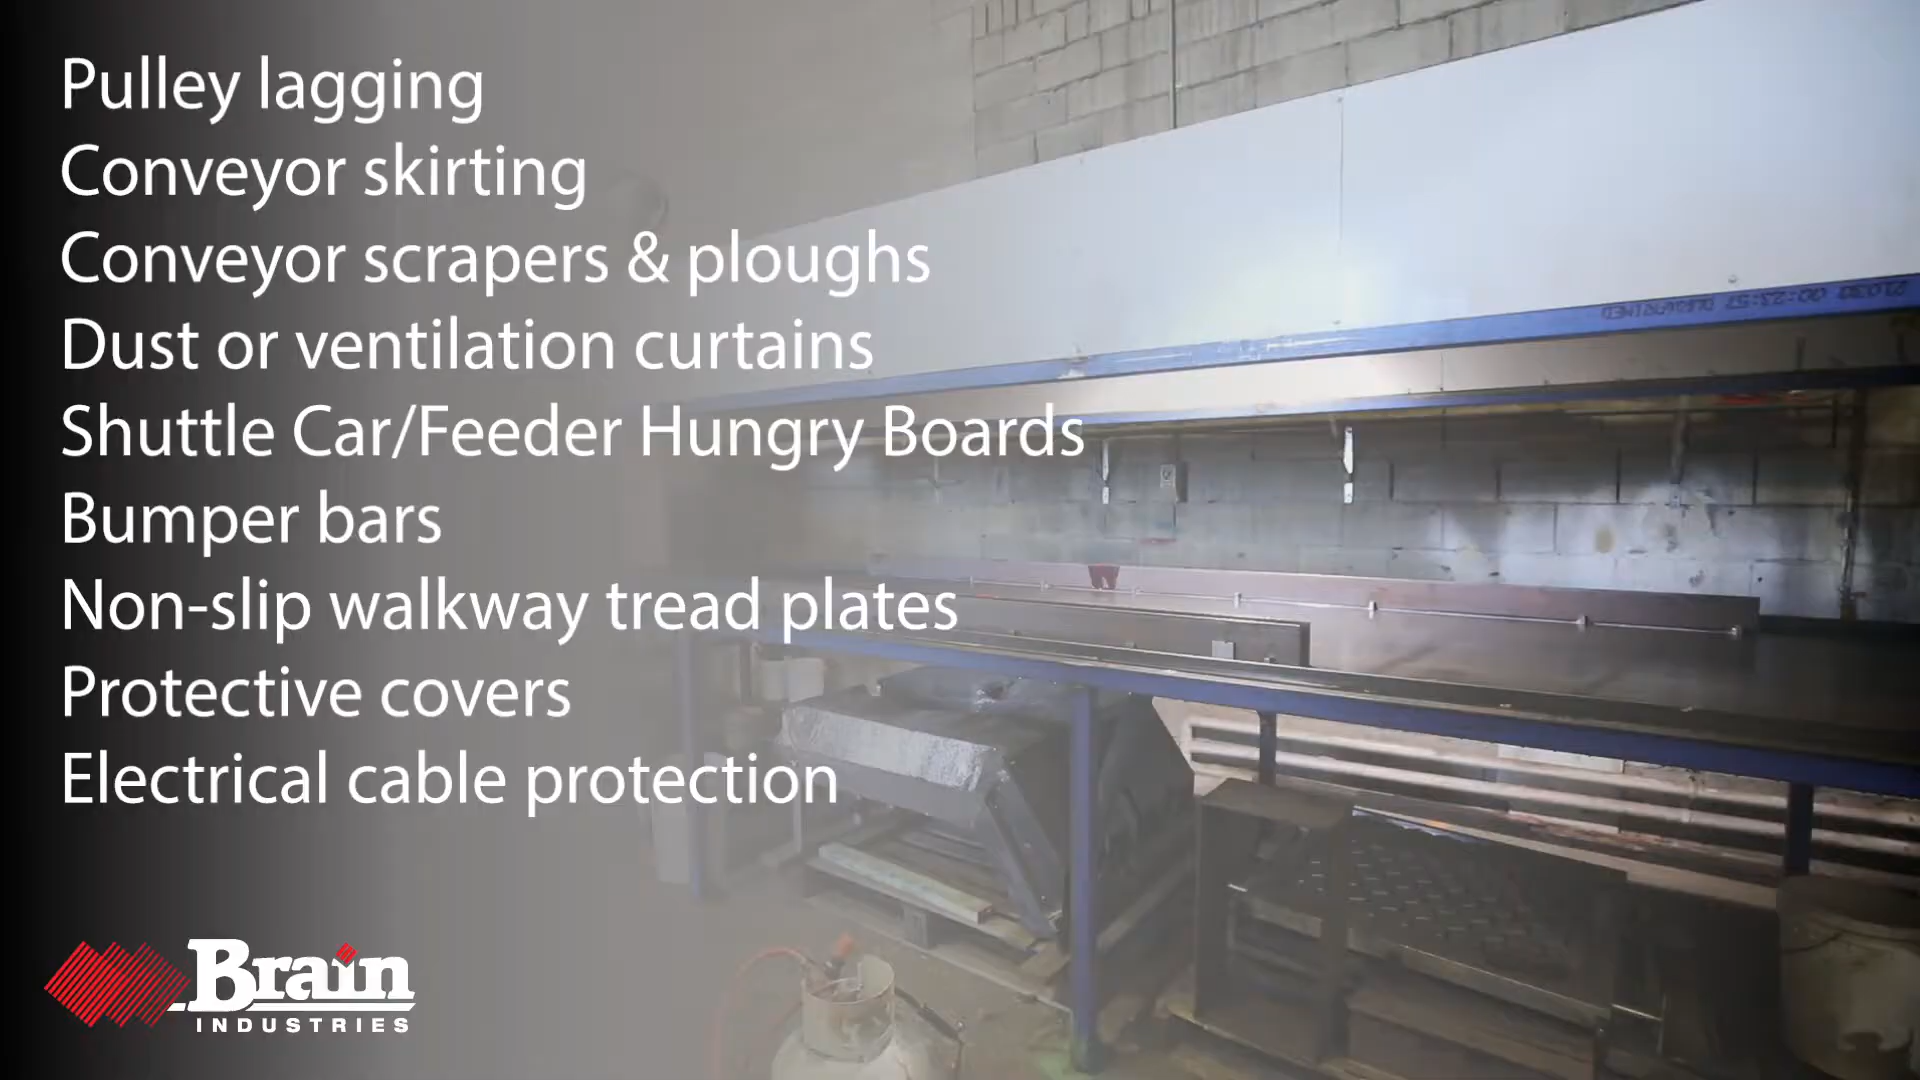 Pulley lagging
Conveyor skirting
Conveyor scrapers & ploughs
Dust or ventilation curtains
Shuttle Car/Feeder Hungry Boards
Bumper bars
Non-slip walkway tread plates
Protective covers
Electrical cable protection
Brain
INDUSTRIES